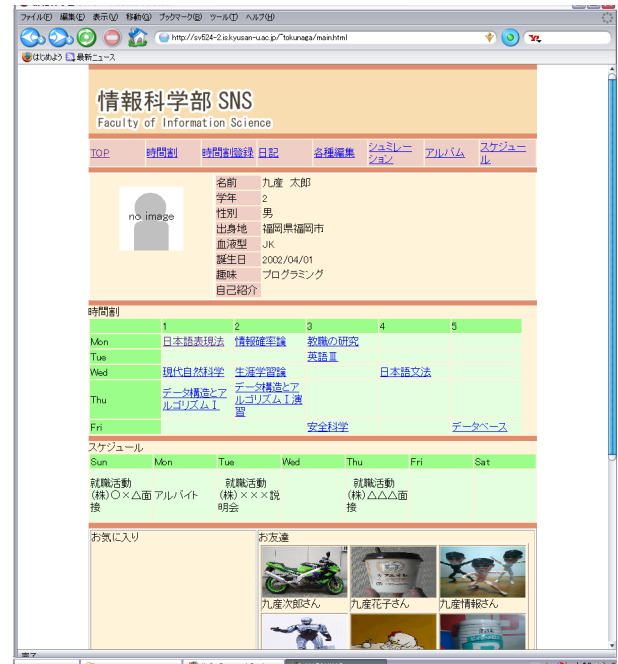 ファイル(F) 編集(E) 表示(V) 移動(G) ブックマーク(B) ツール(T) ヘルプ(H)
http://sv524-2.is.kyusan-u.ac.jp/~tokunaga/main.html
はじめよう 最新ニュース
情報科学部 SNS
Faculty of Information Science
TOP 時間割 時間割登録 日記 各種編集 シュミレーション アルバム スケジュール
no image
名前 九産 太郎
学年 2
性別 男
出身地 福岡県福岡市
血液型 JK
誕生日 2002/04/01
趣味 プログラミング
自己紹介
時間割
1 2 3 4 5
Mon 日本語表現法 情報確率論 教職の研究
Tue 英語Ⅱ
Wed 現代自然科学 生涯学習論 日本語文法
Thu データ構造とアルゴリズムⅠ データ構造とアルゴリズムⅠ演習
Fri 安全科学 データベース
スケジュール
Sun Mon Tue Wed Thu Fri Sat
就職活動 就職活動 就職活動
(株)○×△面 アルバイト (株)×××説 (株)△△△面
接 明会 接
お気に入り お友達
九産次郎さん 九産花子さん 九産情報さん
完了